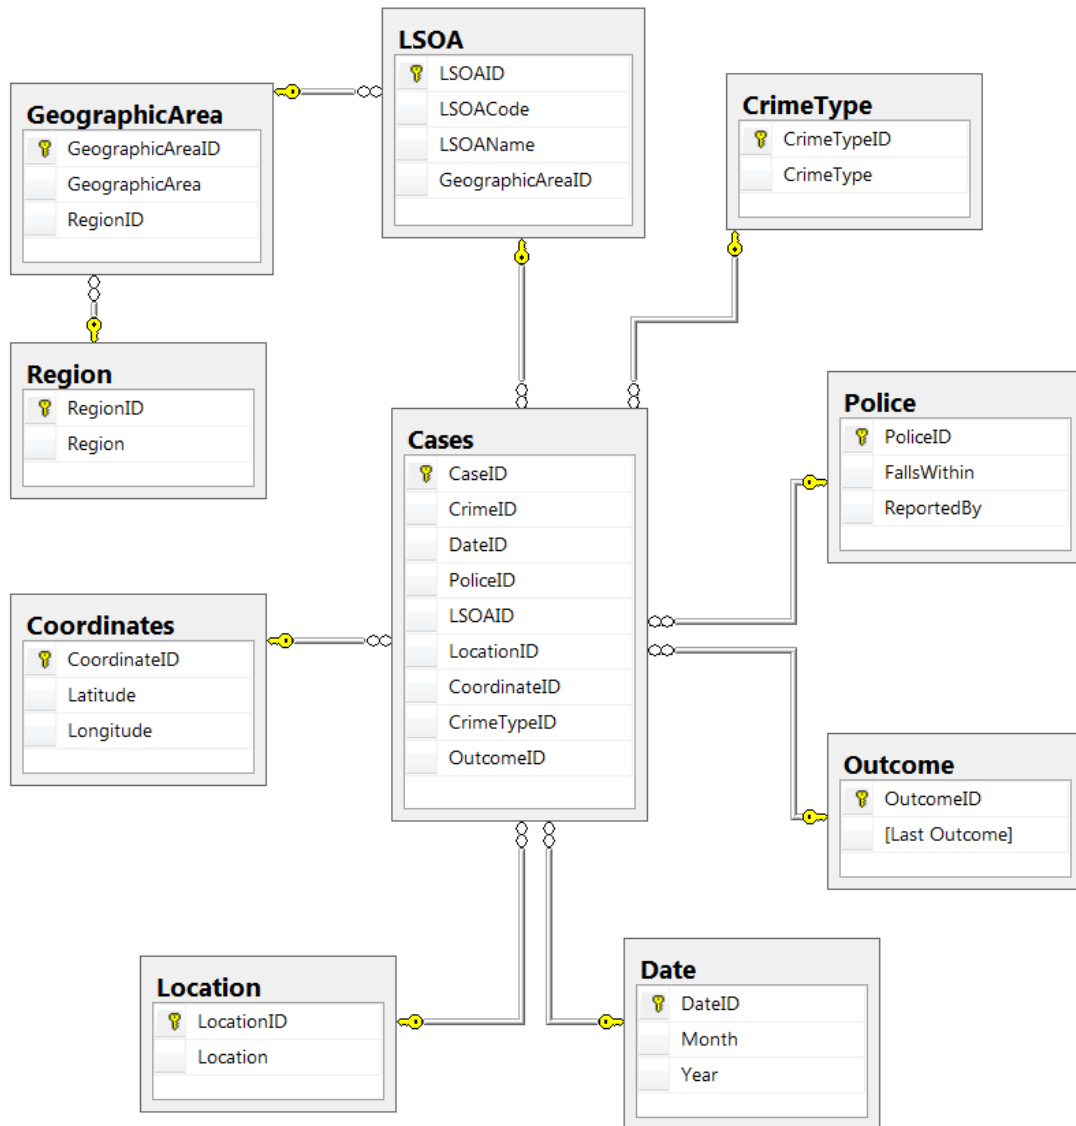 LSOA
LSOAID
LSOACode
LSOAName
GeographicAreaID
GeographicArea
GeographicAreaID
GeographicArea
RegionID
CrimeType
CrimeTypeID
CrimeType
Region
RegionID
Region
Cases
CaseID
CrimeID
DateID
PoliceID
LSOAID
LocationID
CoordinateID
CrimeTypeID
OutcomeID
Police
PoliceID
FallsWithin
ReportedBy
Coordinates
CoordinateID
Latitude
Longitude
Outcome
OutcomeID
[Last Outcome]
Location
LocationID
Location
Date
DateID
Month
Year